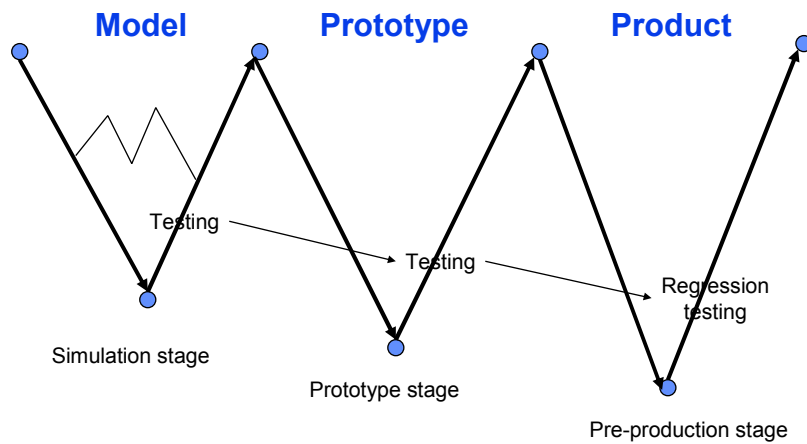 Model
Prototype
Product
Testing
Testing
Regression
testing
Simulation stage
Prototype stage
Pre-production stage